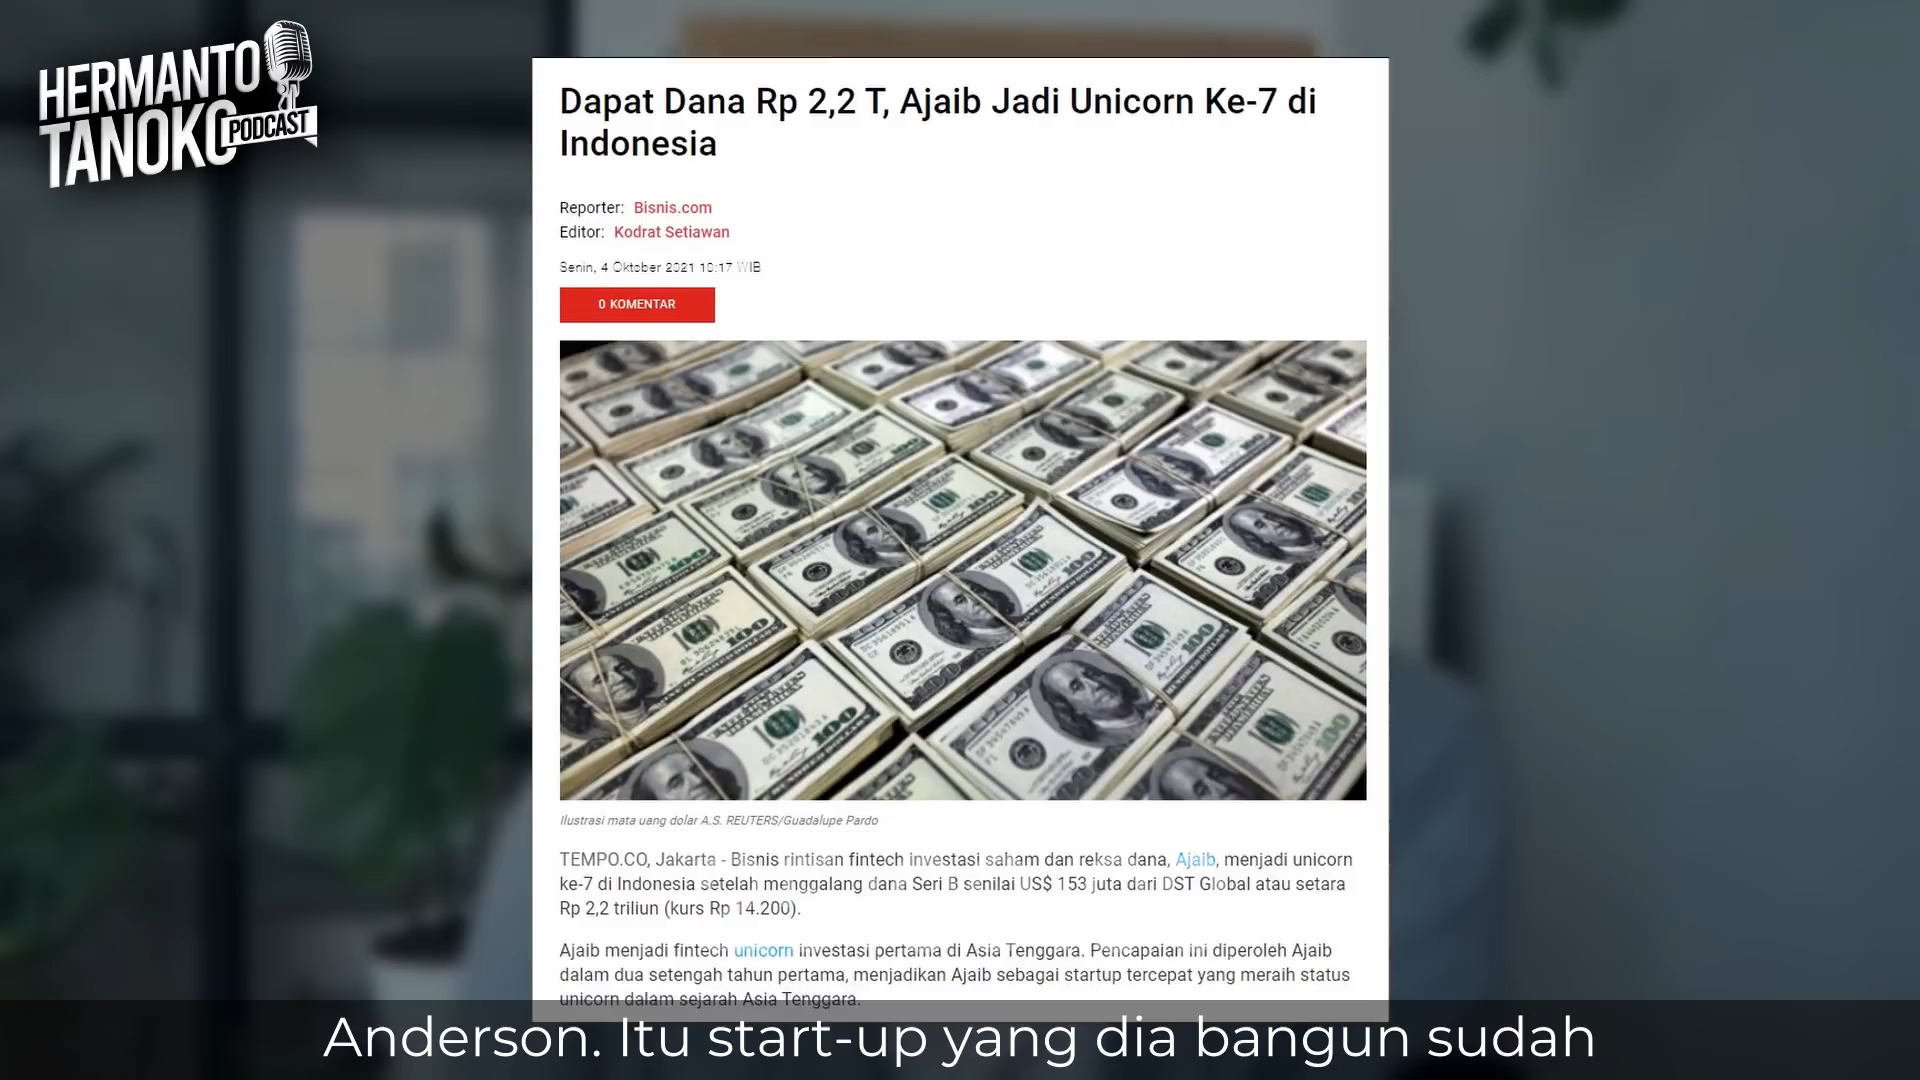 HERMANTO
TANOKO
PODCAST
Dapat Dana Rp 2,2 T, Ajaib Jadi Unicorn Ke-7 di
Indonesia
Reporter: Bisnis.com
Editor: Kodrat Setiawan
Senin, 4 Oktober 2021 10:17 WIB
0 KOMENTAR
Ilustrasi mata uang dolar A.S. REUTERS/Guadalupe Pardo
TEMPO.CO, Jakarta - Bisnis rintisan fintech investasi saham dan reksa dana, Ajaib, menjadi unicorn
ke-7 di Indonesia setelah menggalang dana Seri B senilai US$ 153 juta dari DST Global atau setara
Rp 2,2 triliun (kurs Rp 14.200).
Ajaib menjadi fintech unicorn investasi pertama di Asia Tenggara. Pencapaian ini diperoleh Ajaib
dalam dua setengah tahun pertama, menjadikan Ajaib sebagai startup tercepat yang meraih status
unicorn dalam sejarah Asia Tenggara.
Anderson. Itu start-up yang dia bangun sudah